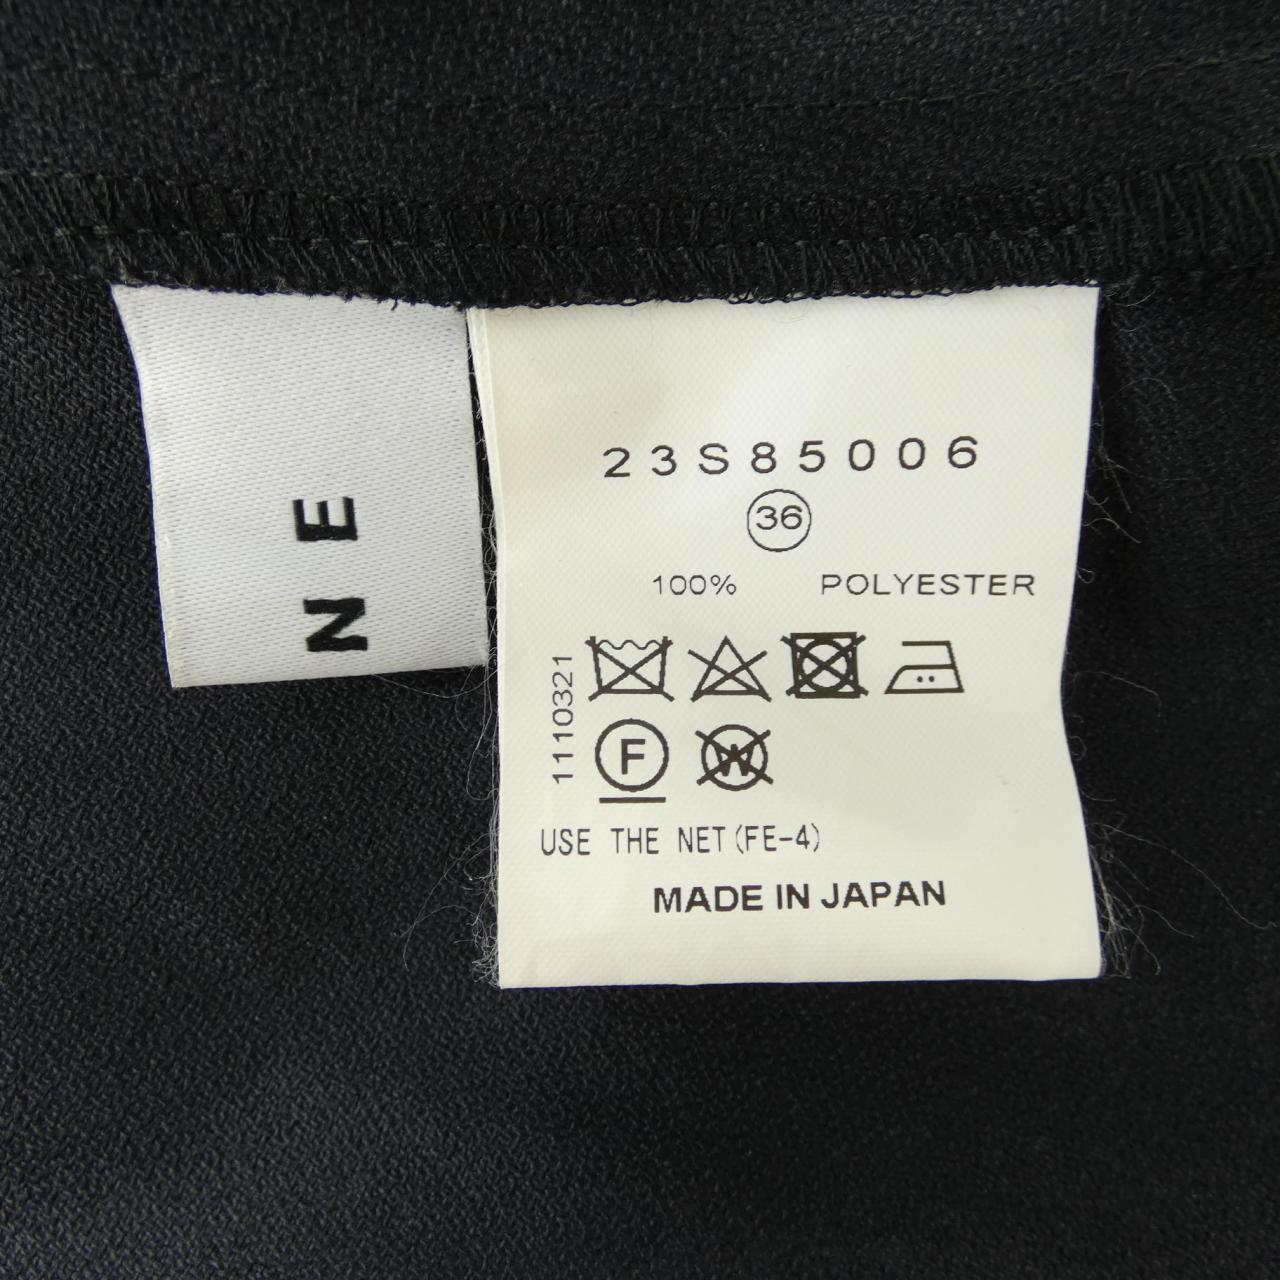 NE
23S85006
36
100% POLYESTER
1110321
F
W
USE THE NET(FE-4)
MADE IN JAPAN